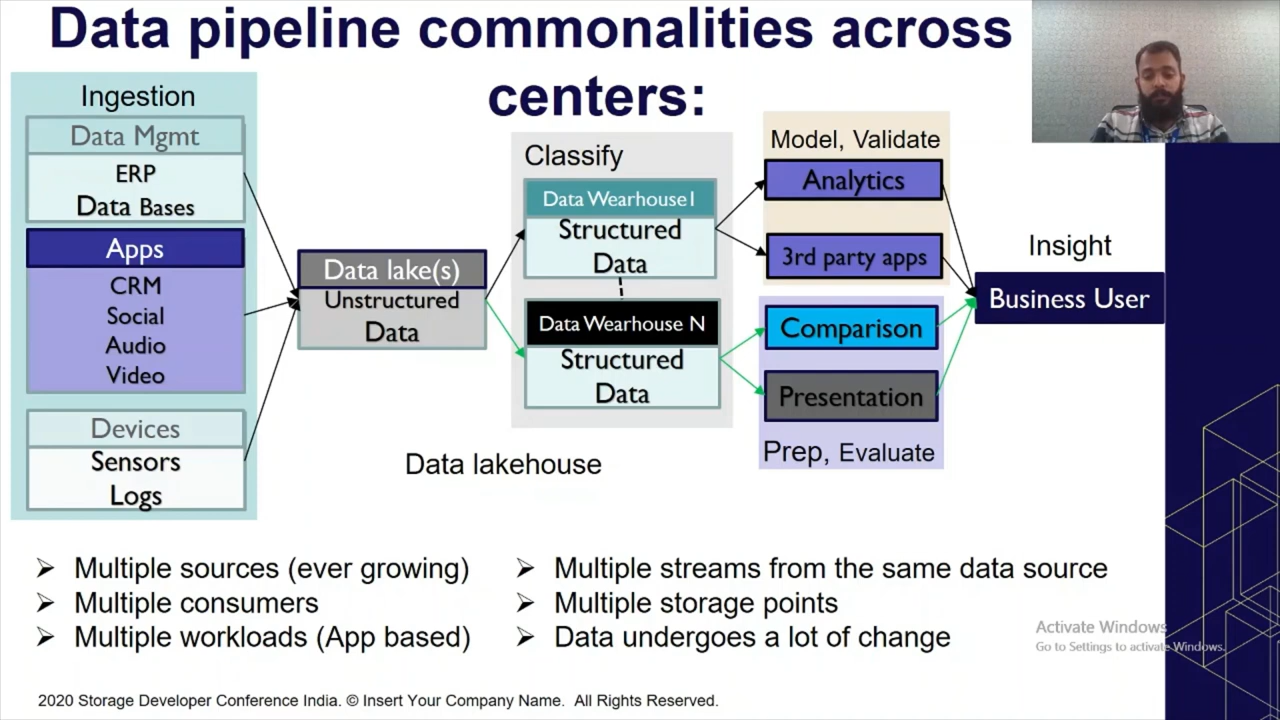 Data pipeline commonalities across
centers:
Ingestion
Data Mgmt
ERP
Data Bases
Apps
CRM
Social
Audio
Video
Devices
Sensors
Logs
Data lake(s)
Unstructured
Data
Classify
Data Wearhouse1
Structured
Data
Data Wearhouse N
Structured
Data
Data lakehouse
Model, Validate
Analytics
3rd party apps
Comparison
Presentation
Prep, Evaluate
Insight
Business User
Multiple sources (ever growing)
Multiple consumers
Multiple workloads (App based)
Multiple streams from the same data source
Multiple storage points
Data undergoes a lot of change
Activate Windows
Go to Settings to activate Windows.
2020 Storage Developer Conference India. © Insert Your Company Name. All Rights Reserved.